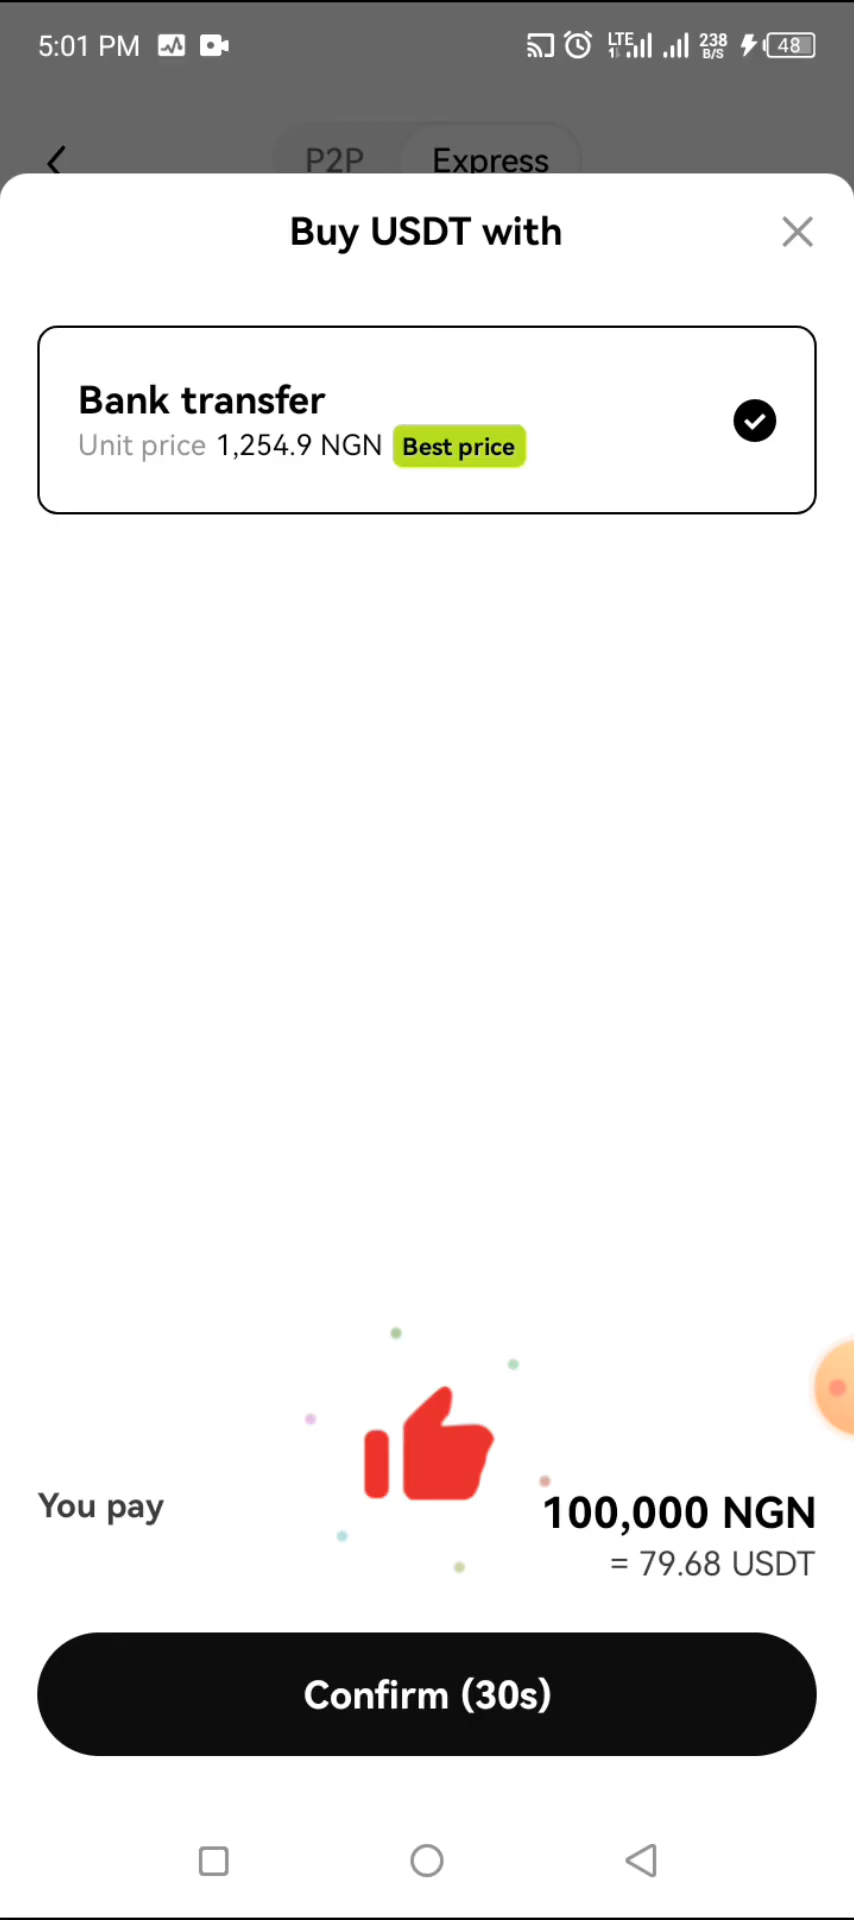 5:01 PM LTE 238 B/S 48
P2P Express
Buy USDT with
Bank transfer
Unit price 1,254.9 NGN Best price
You pay 100,000 NGN
= 79.68 USDT
Confirm (30s)